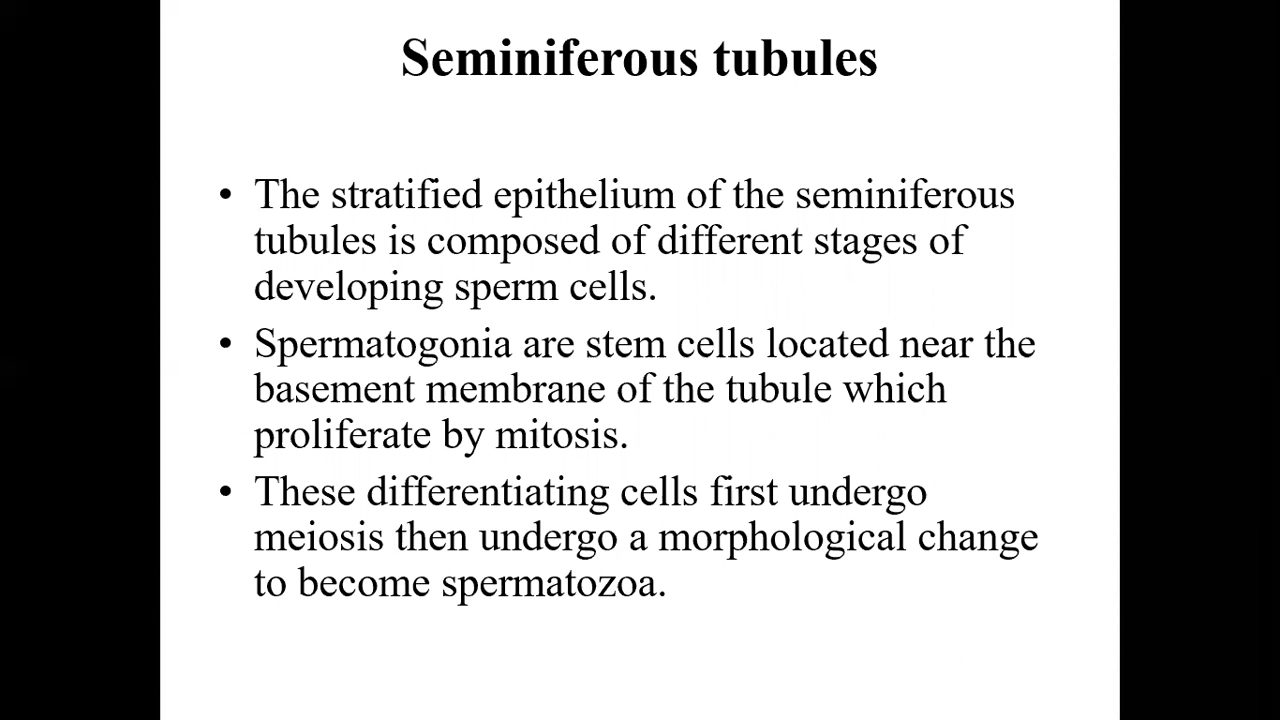 Seminiferous tubules
• The stratified epithelium of the seminiferous
tubules is composed of different stages of
developing sperm cells.
• Spermatogonia are stem cells located near the
basement membrane of the tubule which
proliferate by mitosis.
• These differentiating cells first undergo
meiosis then undergo a morphological change
to become spermatozoa.